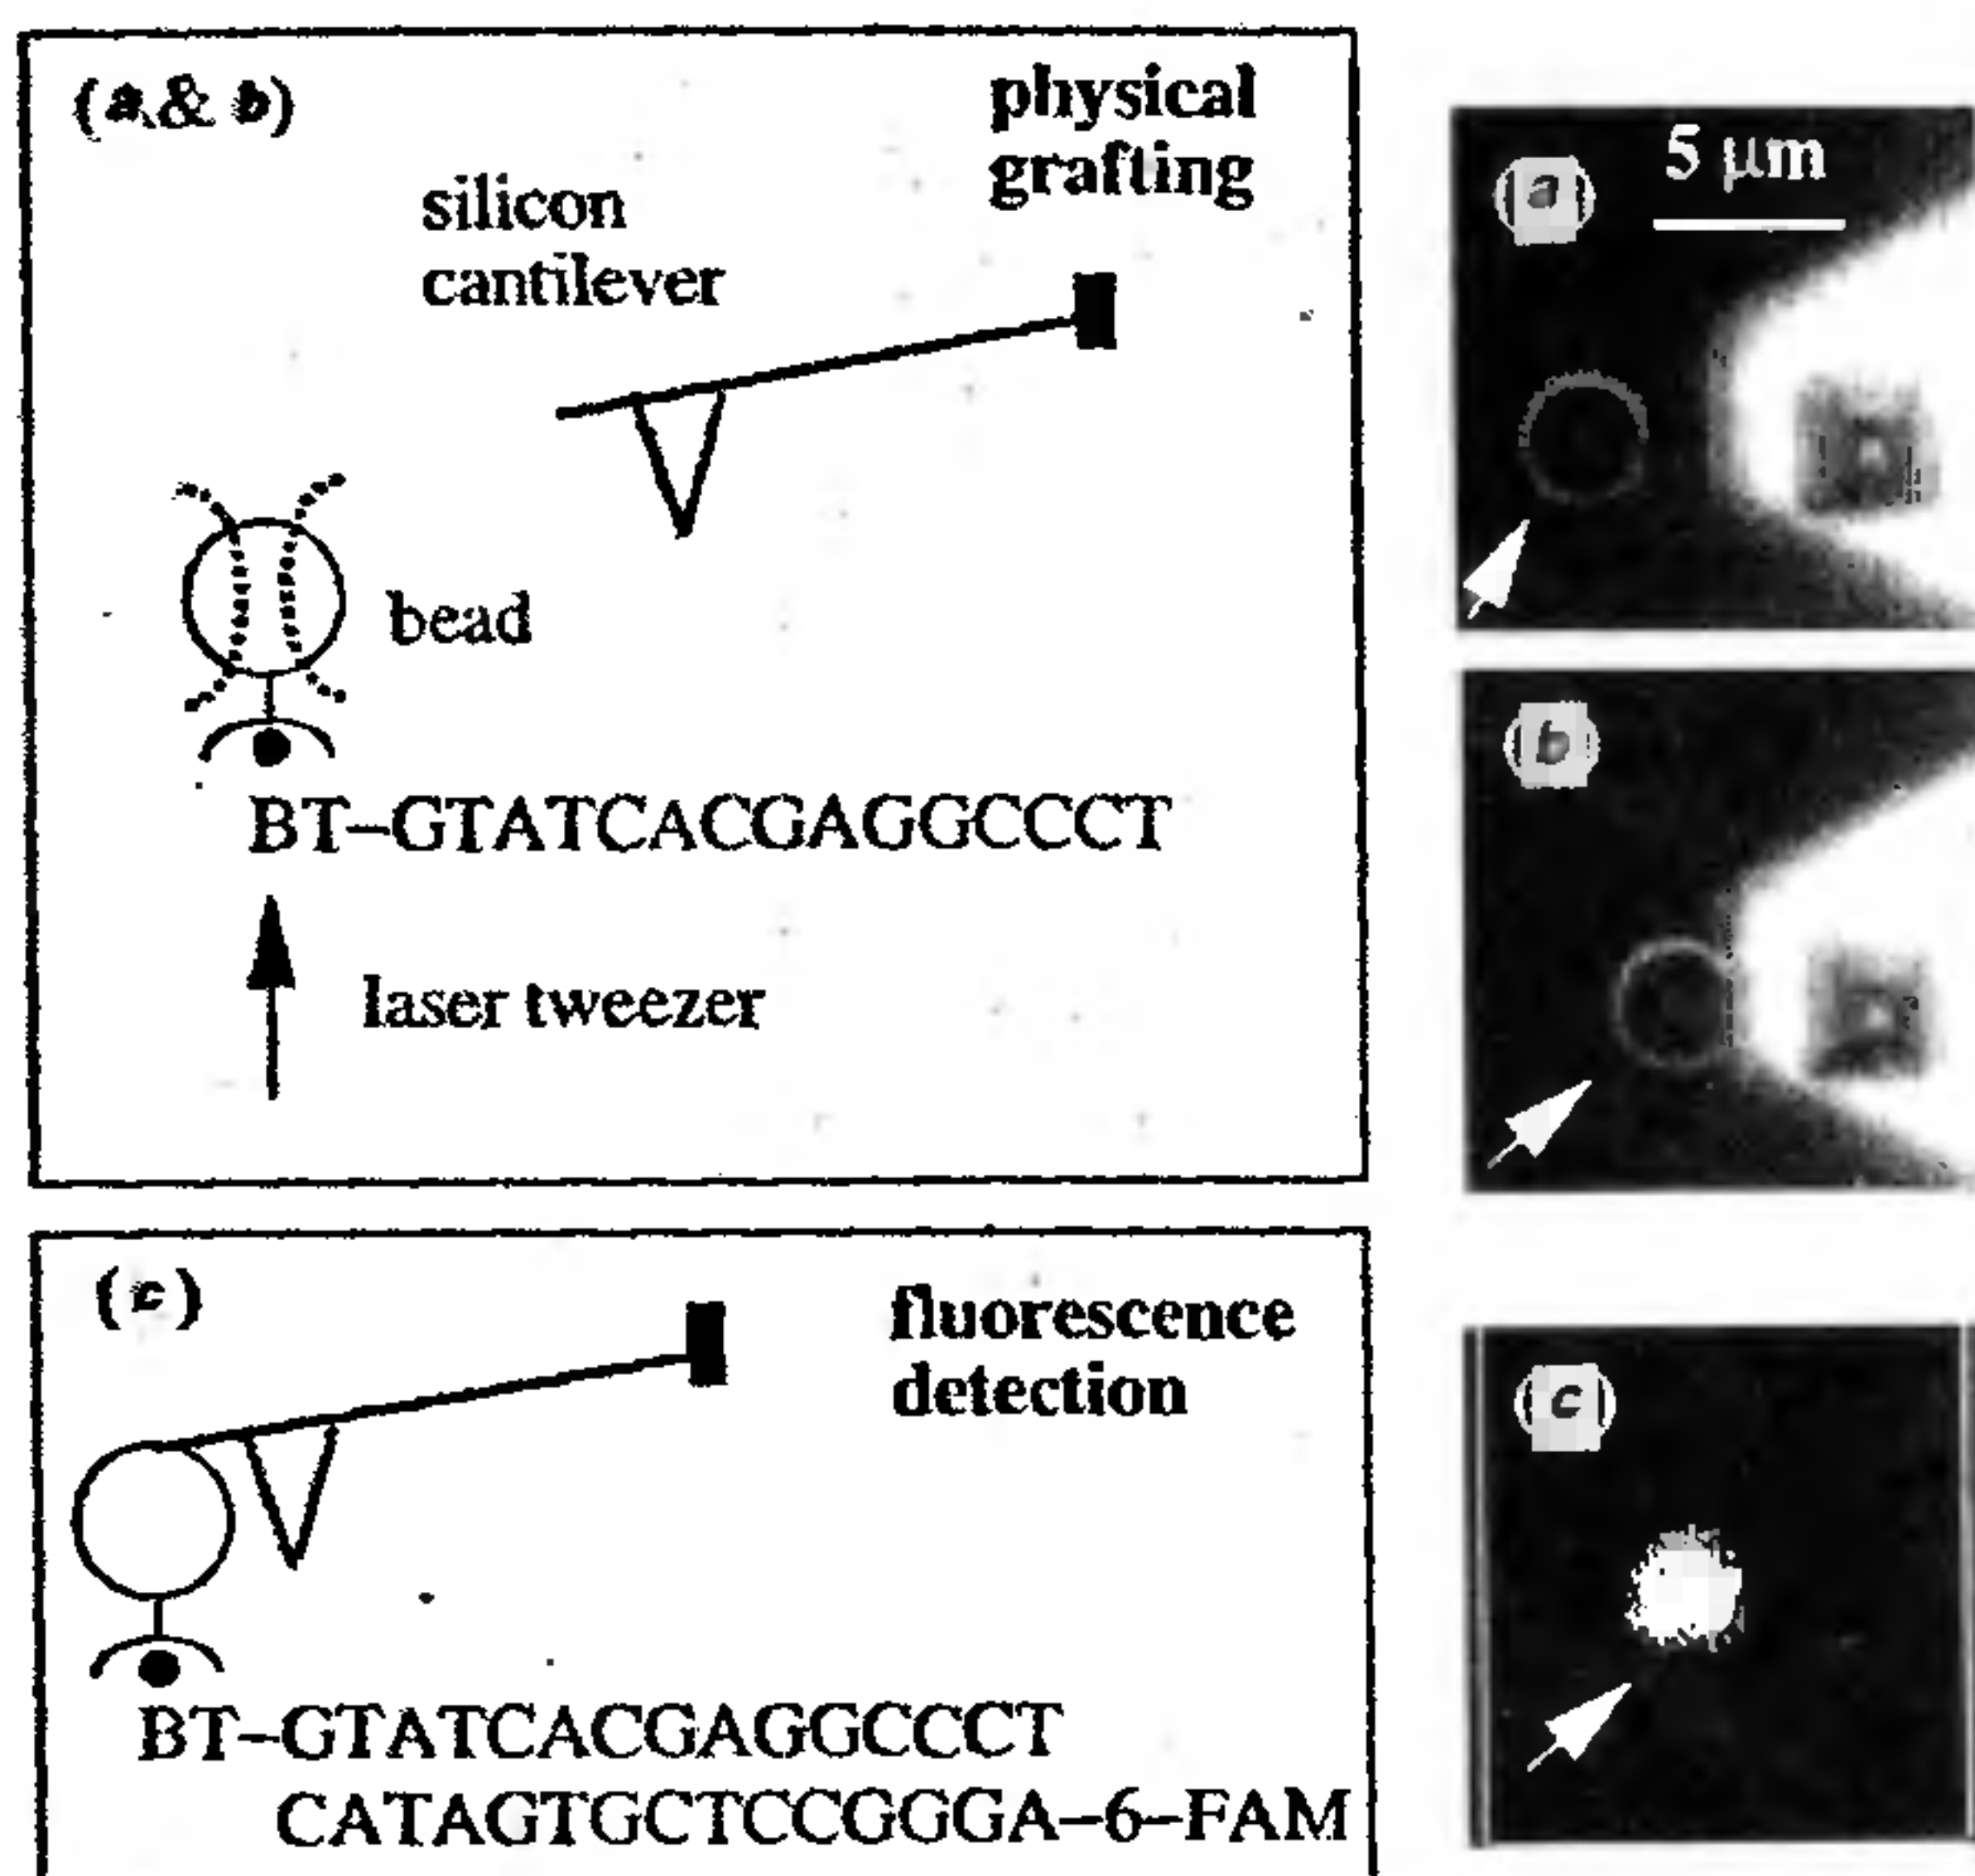 (a & b)
physical
grafting
silicon
cantilever
bead
BT–GTATCACGAGGCCCT
laser tweezer
(c)
fluorescence
detection
BT–GTATCACGAGGCCCT
CATAGTGCTCCGGGA–6–FAM
a
5 μm
b
c